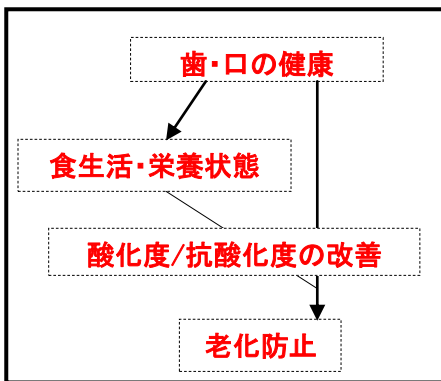 歯・口の健康
食生活・栄養状態
酸化度/抗酸化度の改善
老化防止